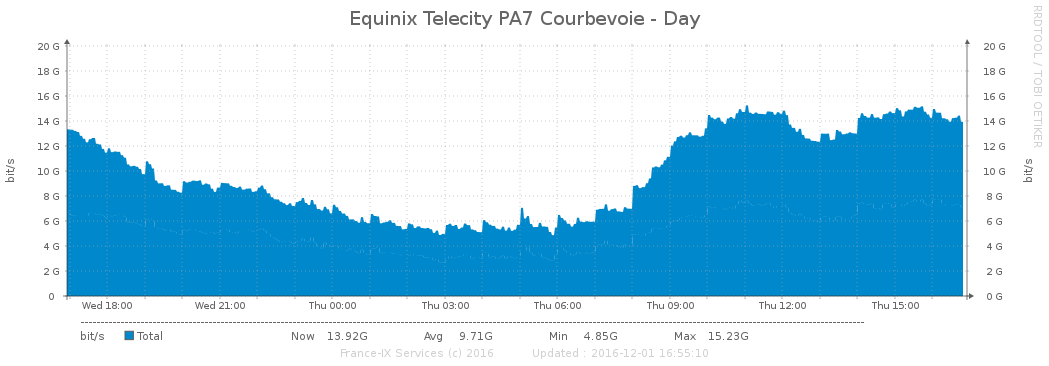 Equinix Telecity PA7 Courbevoie - Day
RRDTOOL / TOBI OETIKER
bit/s
20 G 20 G
18 G 18 G
16 G 16 G
14 G 14 G
12 G 12 G
10 G 10 G
8 G 8 G
6 G 6 G
4 G 4 G
2 G 2 G
0 0 G
bit/s
Wed 18:00 Wed 21:00 Thu 00:00 Thu 03:00 Thu 06:00 Thu 09:00 Thu 12:00 Thu 15:00
bit/s Total Now 13.92G Avg 9.71G Min 4.85G Max 15.23G
France-IX Services (c) 2016 Updated : 2016-12-01 16:55:10